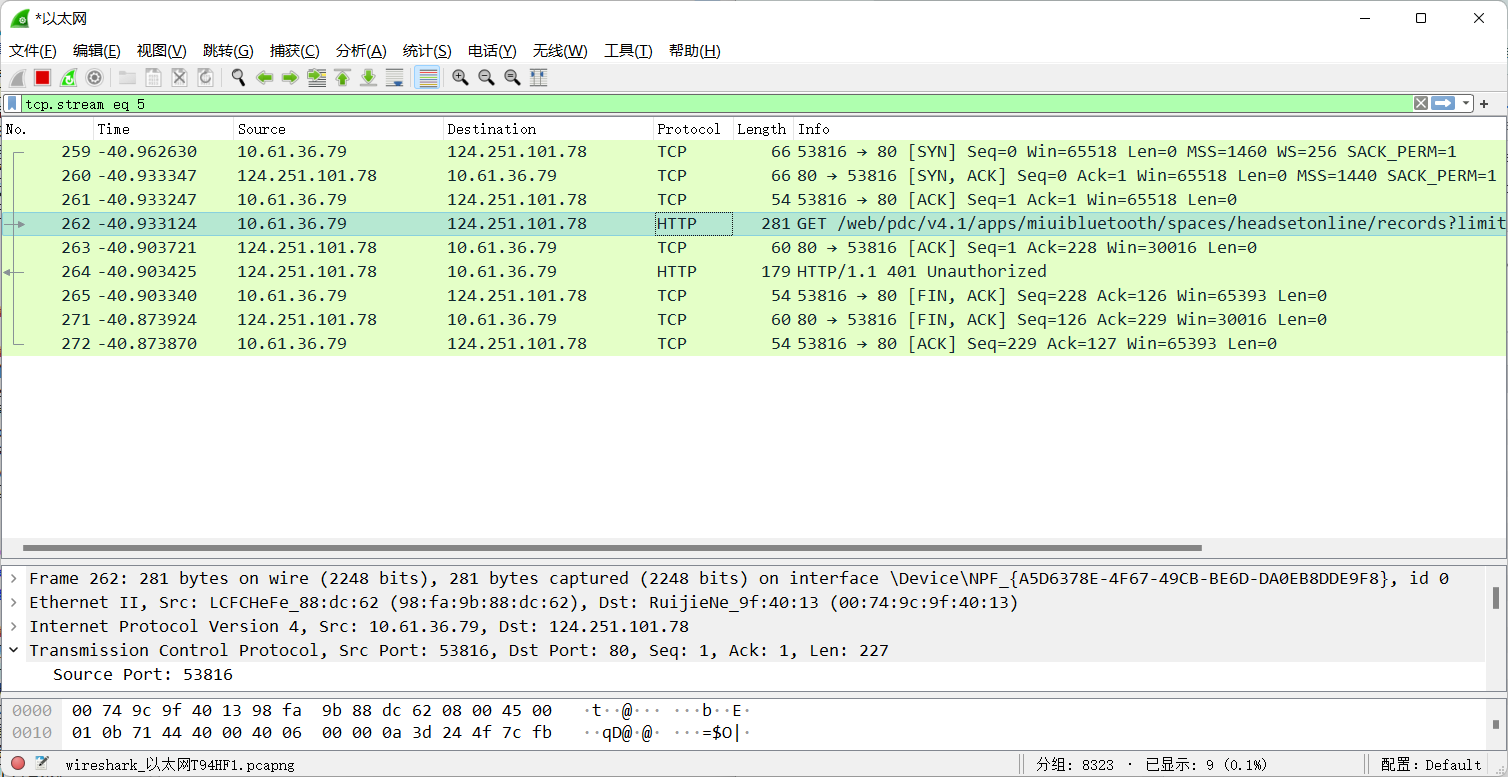 *以太网
文件(F) 编辑(E) 视图(V) 跳转(G) 捕获(C) 分析(A) 统计(S) 电话(Y) 无线(W) 工具(T) 帮助(H)
tcp.stream eq 5
No. Time Source Destination Protocol Length Info
259 -40.962630 10.61.36.79 124.251.101.78 TCP 66 53816 → 80 [SYN] Seq=0 Win=65518 Len=0 MSS=1460 WS=256 SACK_PERM=1
260 -40.933347 124.251.101.78 10.61.36.79 TCP 66 80 → 53816 [SYN, ACK] Seq=0 Ack=1 Win=65518 Len=0 MSS=1440 SACK_PERM=1
261 -40.933247 10.61.36.79 124.251.101.78 TCP 54 53816 → 80 [ACK] Seq=1 Ack=1 Win=65518 Len=0
262 -40.933124 10.61.36.79 124.251.101.78 HTTP 281 GET /web/pdc/v4.1/apps/miuibluetooth/spaces/headsetonline/records?limit
263 -40.903721 124.251.101.78 10.61.36.79 TCP 60 80 → 53816 [ACK] Seq=1 Ack=228 Win=30016 Len=0
264 -40.903425 124.251.101.78 10.61.36.79 HTTP 179 HTTP/1.1 401 Unauthorized
265 -40.903340 10.61.36.79 124.251.101.78 TCP 54 53816 → 80 [FIN, ACK] Seq=228 Ack=126 Win=65393 Len=0
271 -40.873924 124.251.101.78 10.61.36.79 TCP 60 80 → 53816 [FIN, ACK] Seq=126 Ack=229 Win=30016 Len=0
272 -40.873870 10.61.36.79 124.251.101.78 TCP 54 53816 → 80 [ACK] Seq=229 Ack=127 Win=65393 Len=0
Frame 262: 281 bytes on wire (2248 bits), 281 bytes captured (2248 bits) on interface \Device\NPF_{A5D6378E-4F67-49CB-BE6D-DA0EB8DDE9F8}, id 0
Ethernet II, Src: LCFCHeFe_88:dc:62 (98:fa:9b:88:dc:62), Dst: RuijieNe_9f:40:13 (00:74:9c:9f:40:13)
Internet Protocol Version 4, Src: 10.61.36.79, Dst: 124.251.101.78
Transmission Control Protocol, Src Port: 53816, Dst Port: 80, Seq: 1, Ack: 1, Len: 227
Source Port: 53816
0000 00 74 9c 9f 40 13 98 fa 9b 88 dc 62 08 00 45 00 ·t··@··· ···b··E·
0010 01 0b 71 44 40 00 40 06 00 00 0a 3d 24 4f 7c fb ··qD@·@· ···=$O|·
wireshark_以太网T94HF1.pcapng 分组: 8323 · 已显示: 9 (0.1%) 配置: Default